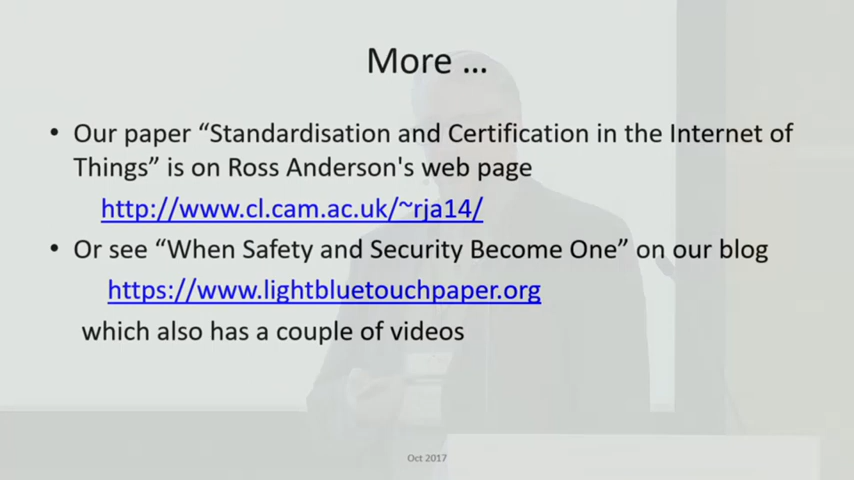 More ...
• Our paper “Standardisation and Certification in the Internet of
Things” is on Ross Anderson's web page
http://www.cl.cam.ac.uk/~rja14/
• Or see “When Safety and Security Become One” on our blog
https://www.lightbluetouchpaper.org
which also has a couple of videos
Oct 2017